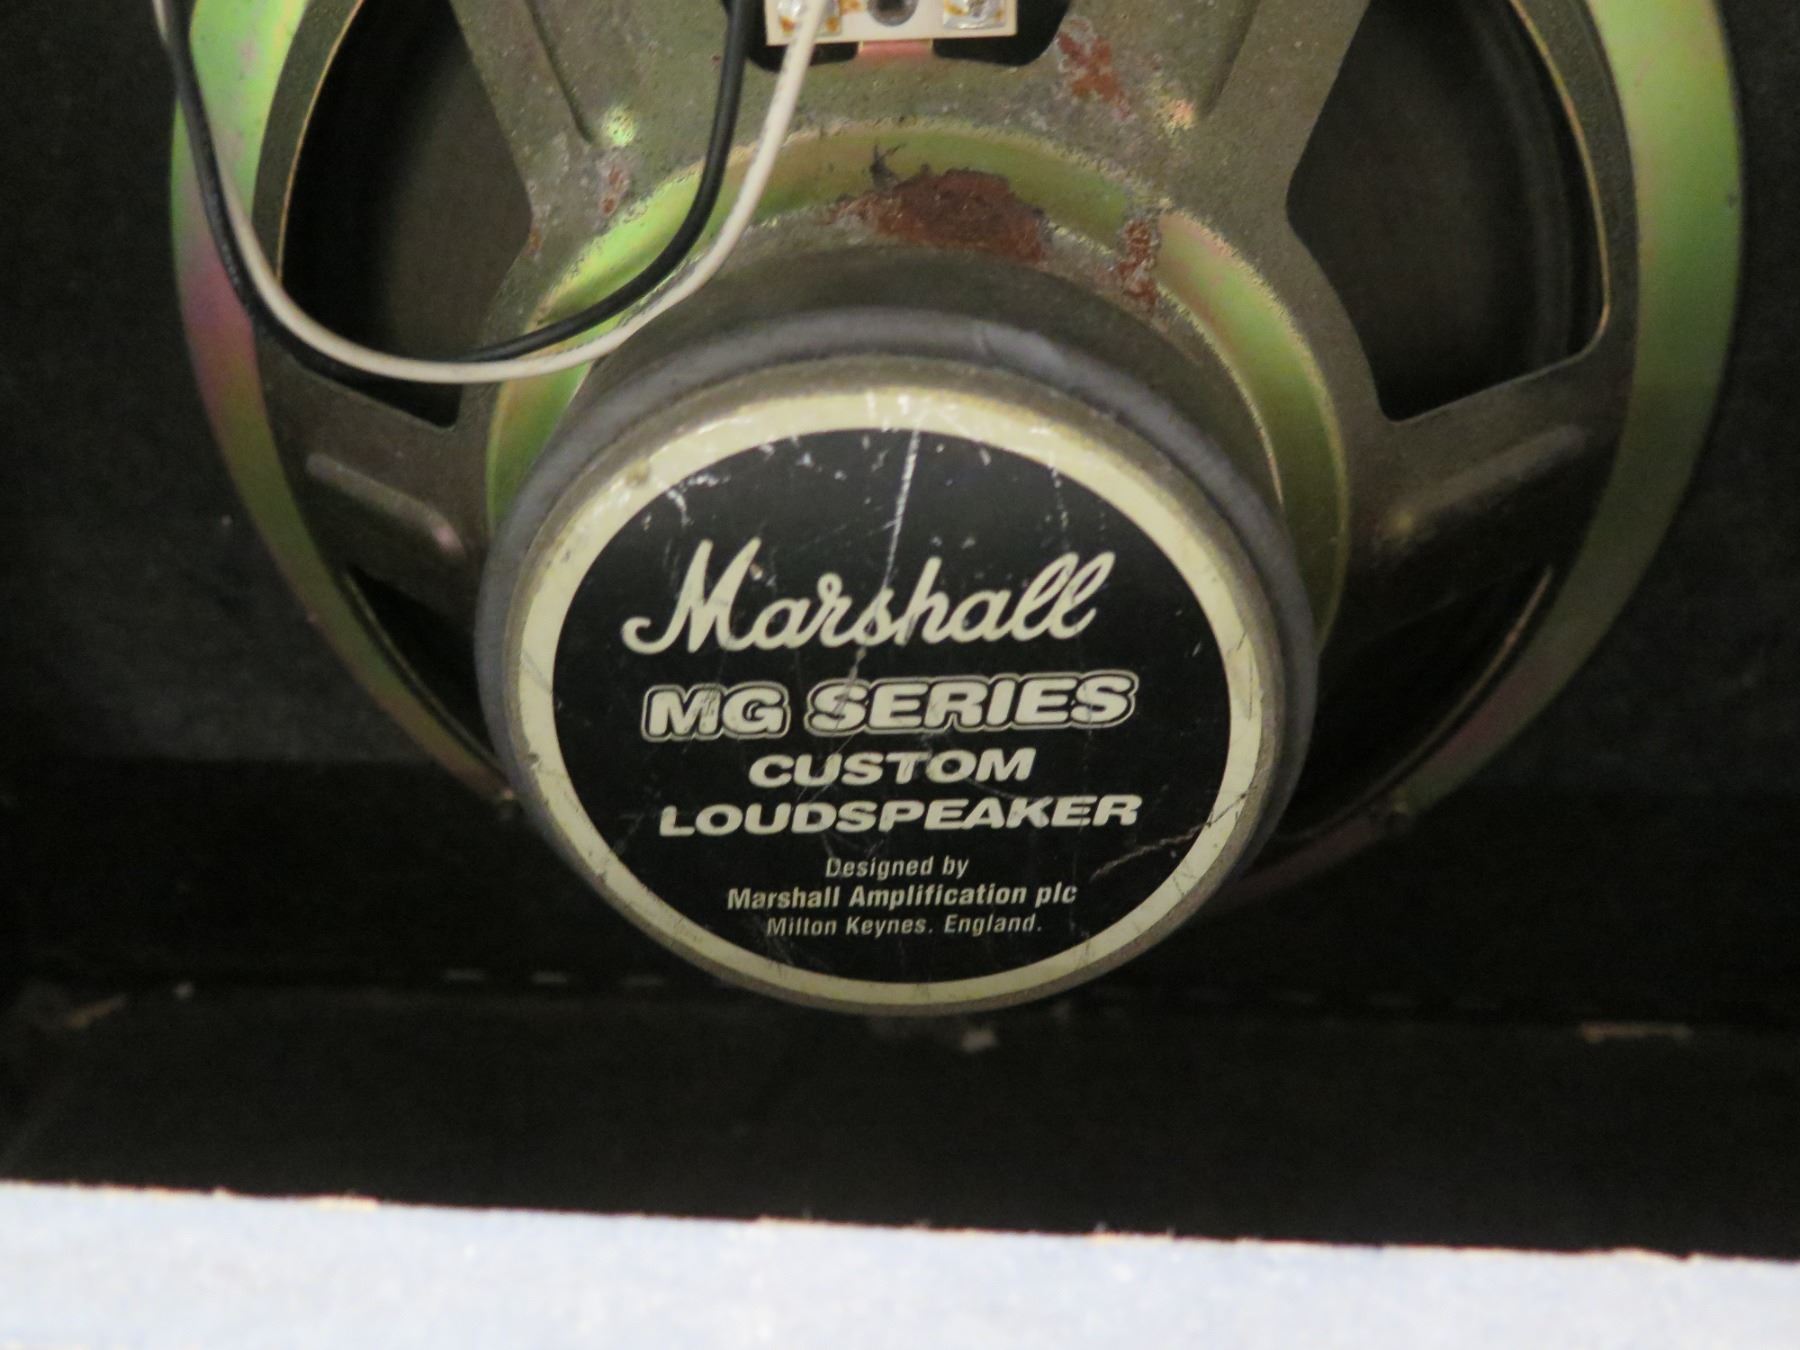 Marshall
MG SERIES
CUSTOM
LOUDSPEAKER
Designed by
Marshall Amplification plc
Milton Keynes. England.